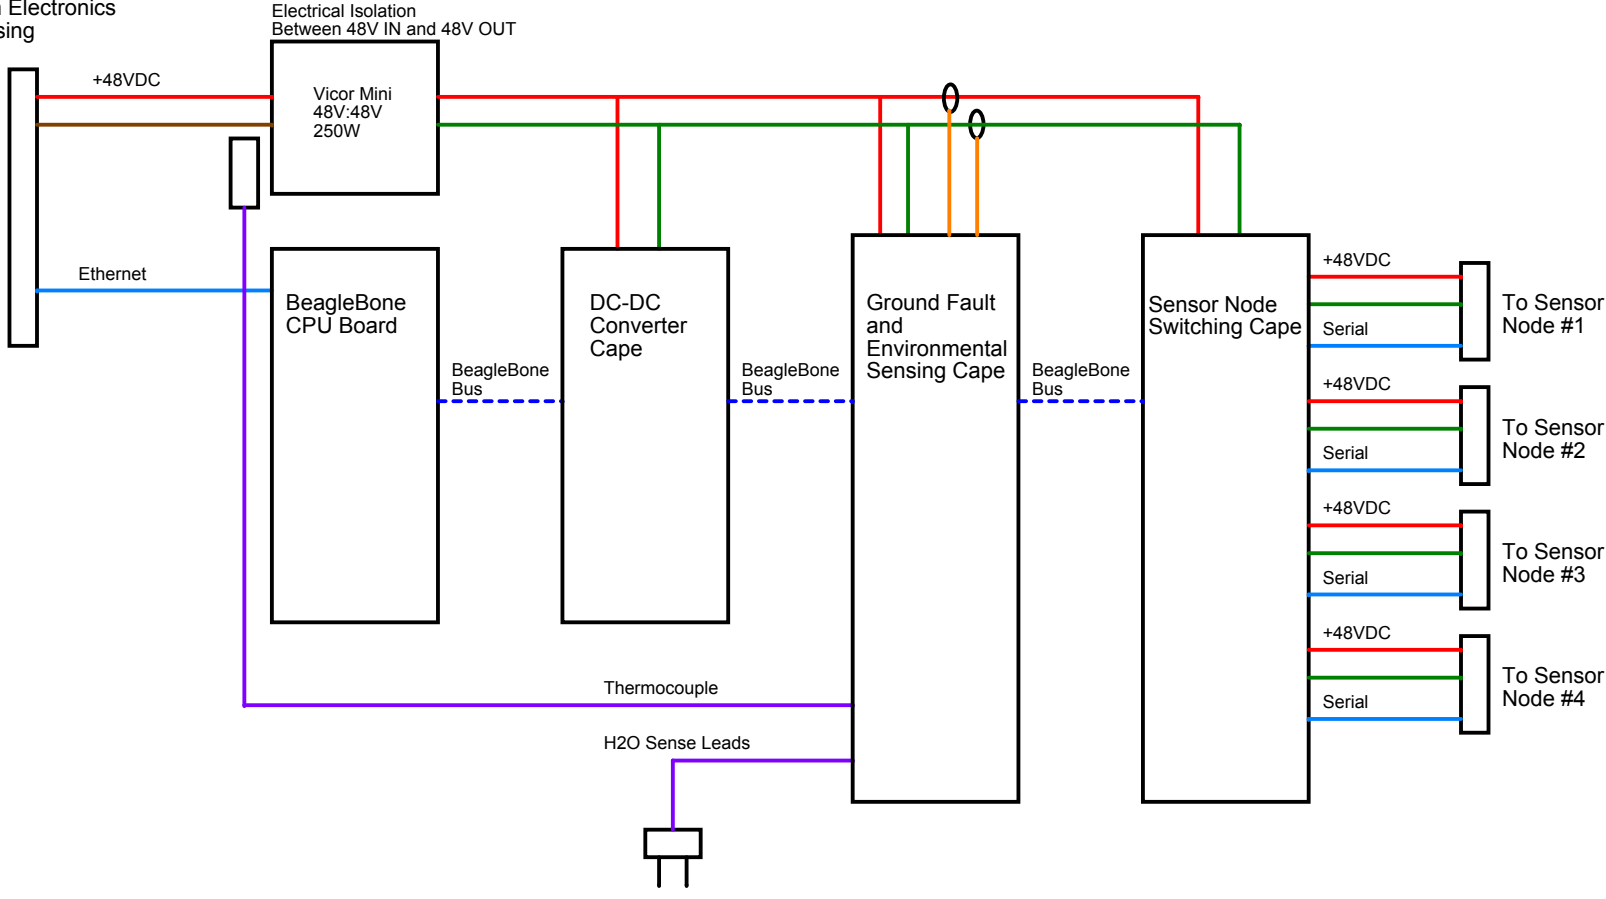 Electronics
Electrical Isolation
Between 48V IN and 48V OUT
+48VDC
Vicor Mini
48V:48V
250W
Ethernet
BeagleBone
CPU Board
BeagleBone
Bus
DC-DC
Converter
Cape
BeagleBone
Bus
Ground Fault
and
Environmental
Sensing Cape
BeagleBone
Bus
Sensor Node
Switching Cape
+48VDC
Serial
To Sensor
Node #1
+48VDC
Serial
To Sensor
Node #2
+48VDC
Serial
To Sensor
Node #3
+48VDC
Serial
To Sensor
Node #4
Thermocouple
H2O Sense Leads